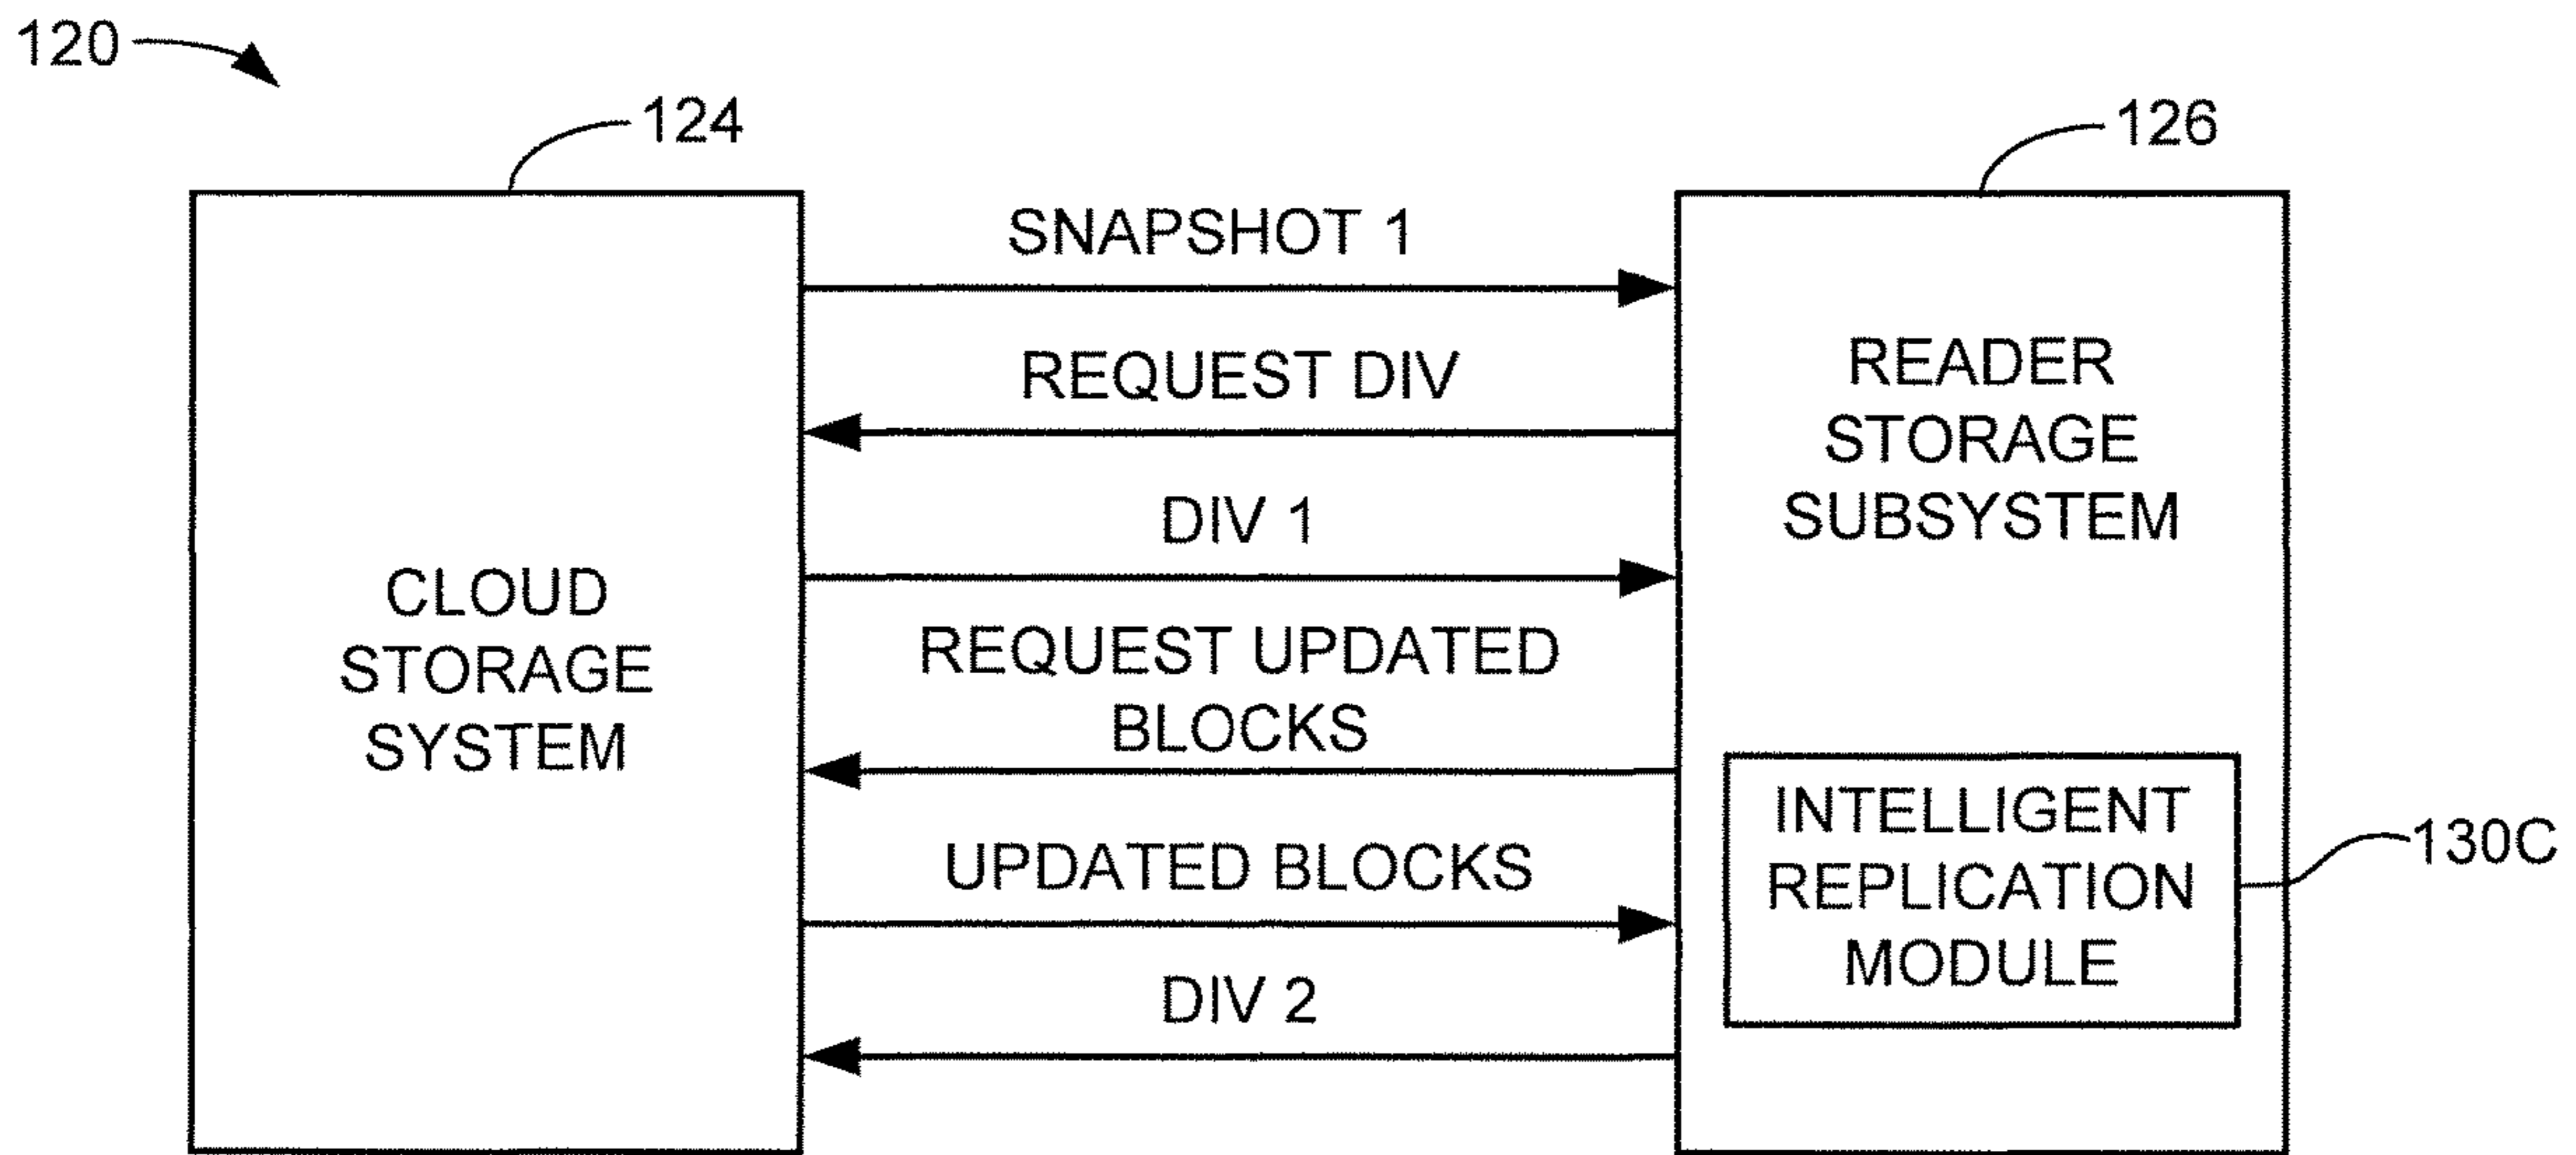 120
124
126
SNAPSHOT 1
REQUEST DIV
DIV 1
REQUEST UPDATED
BLOCKS
UPDATED BLOCKS
DIV 2
CLOUD
STORAGE
SYSTEM
READER
STORAGE
SUBSYSTEM
INTELLIGENT
REPLICATION
MODULE
130C